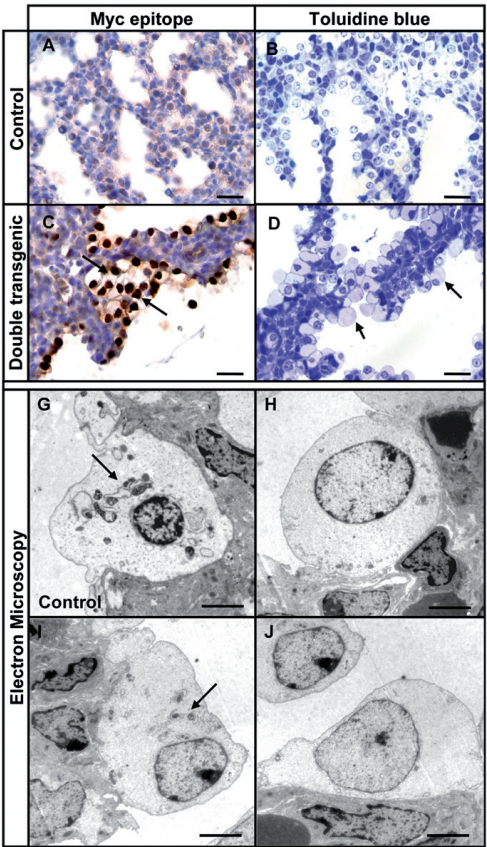 Myc epitope
Toluidine blue
Control
A
B
Double transgenic
C
D
Electron Microscopy
G
H
Control
I
J